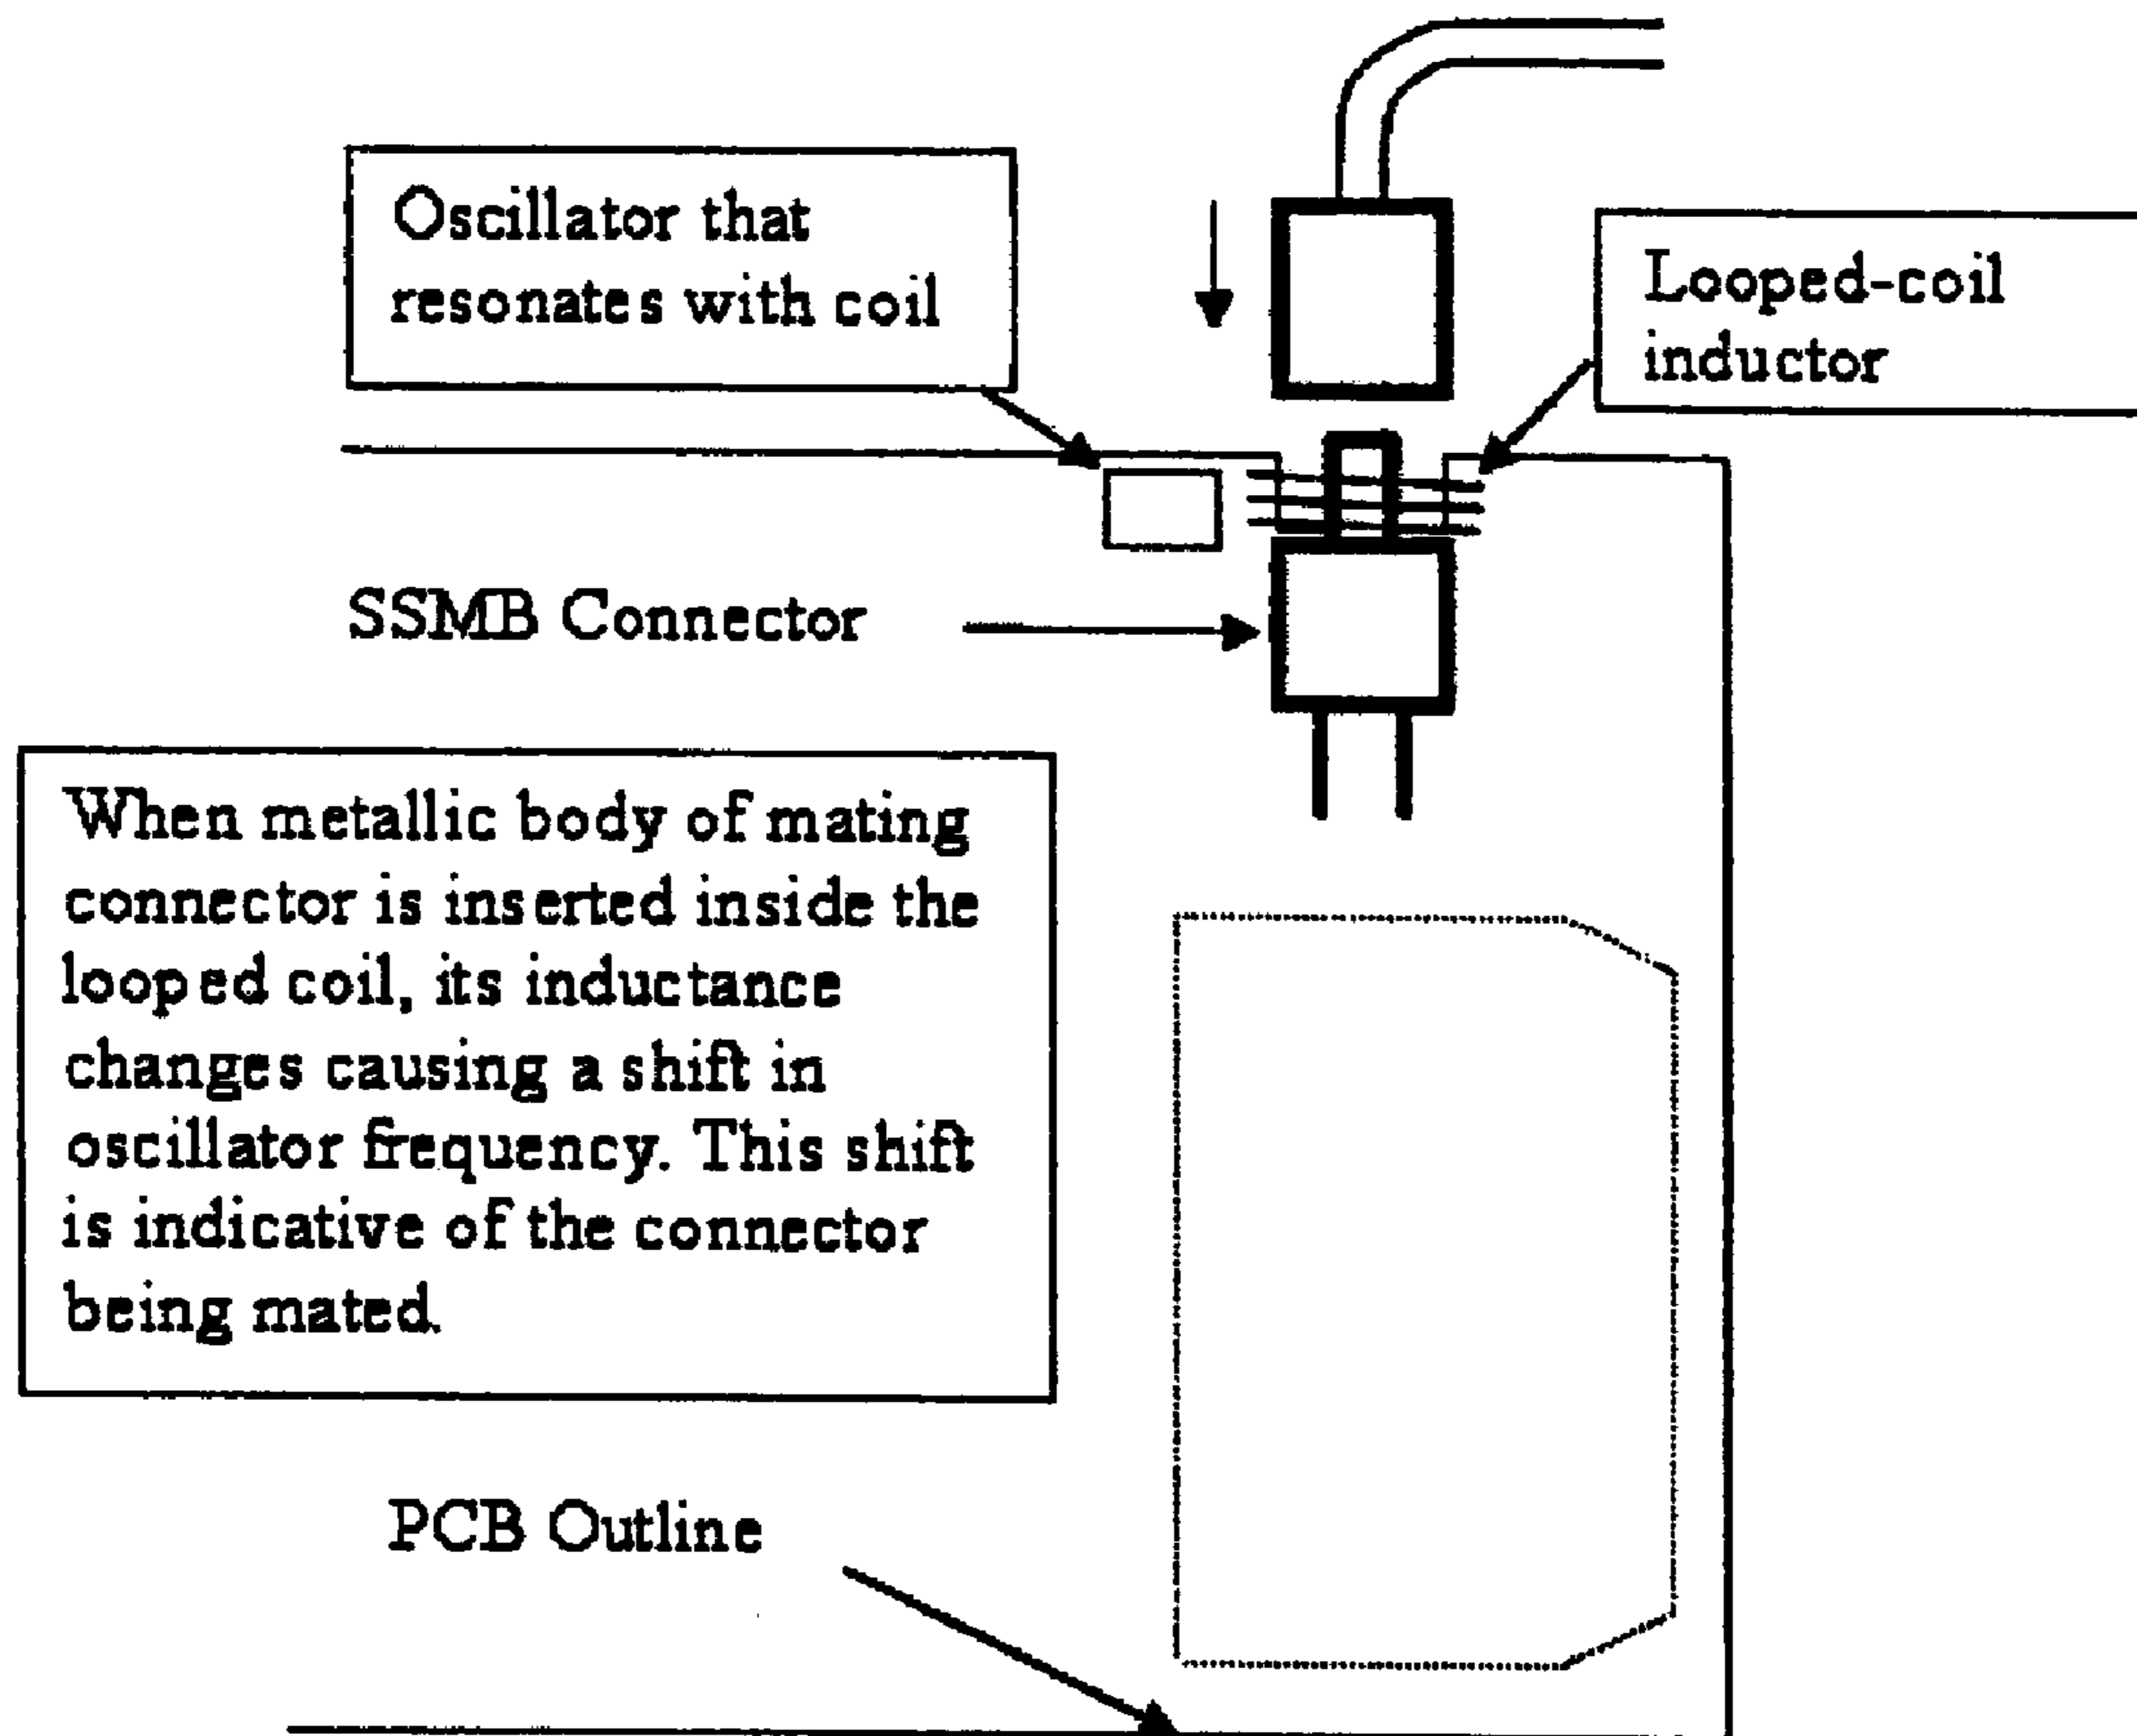 Oscillator that
resonates with coil
Looped-coil
inductor
SSMB Connector
When metallic body of mating
connector is inserted inside the
looped coil, its inductance
changes causing a shift in
oscillator frequency. This shift
is indicative of the connector
being mated.
PCB Outline